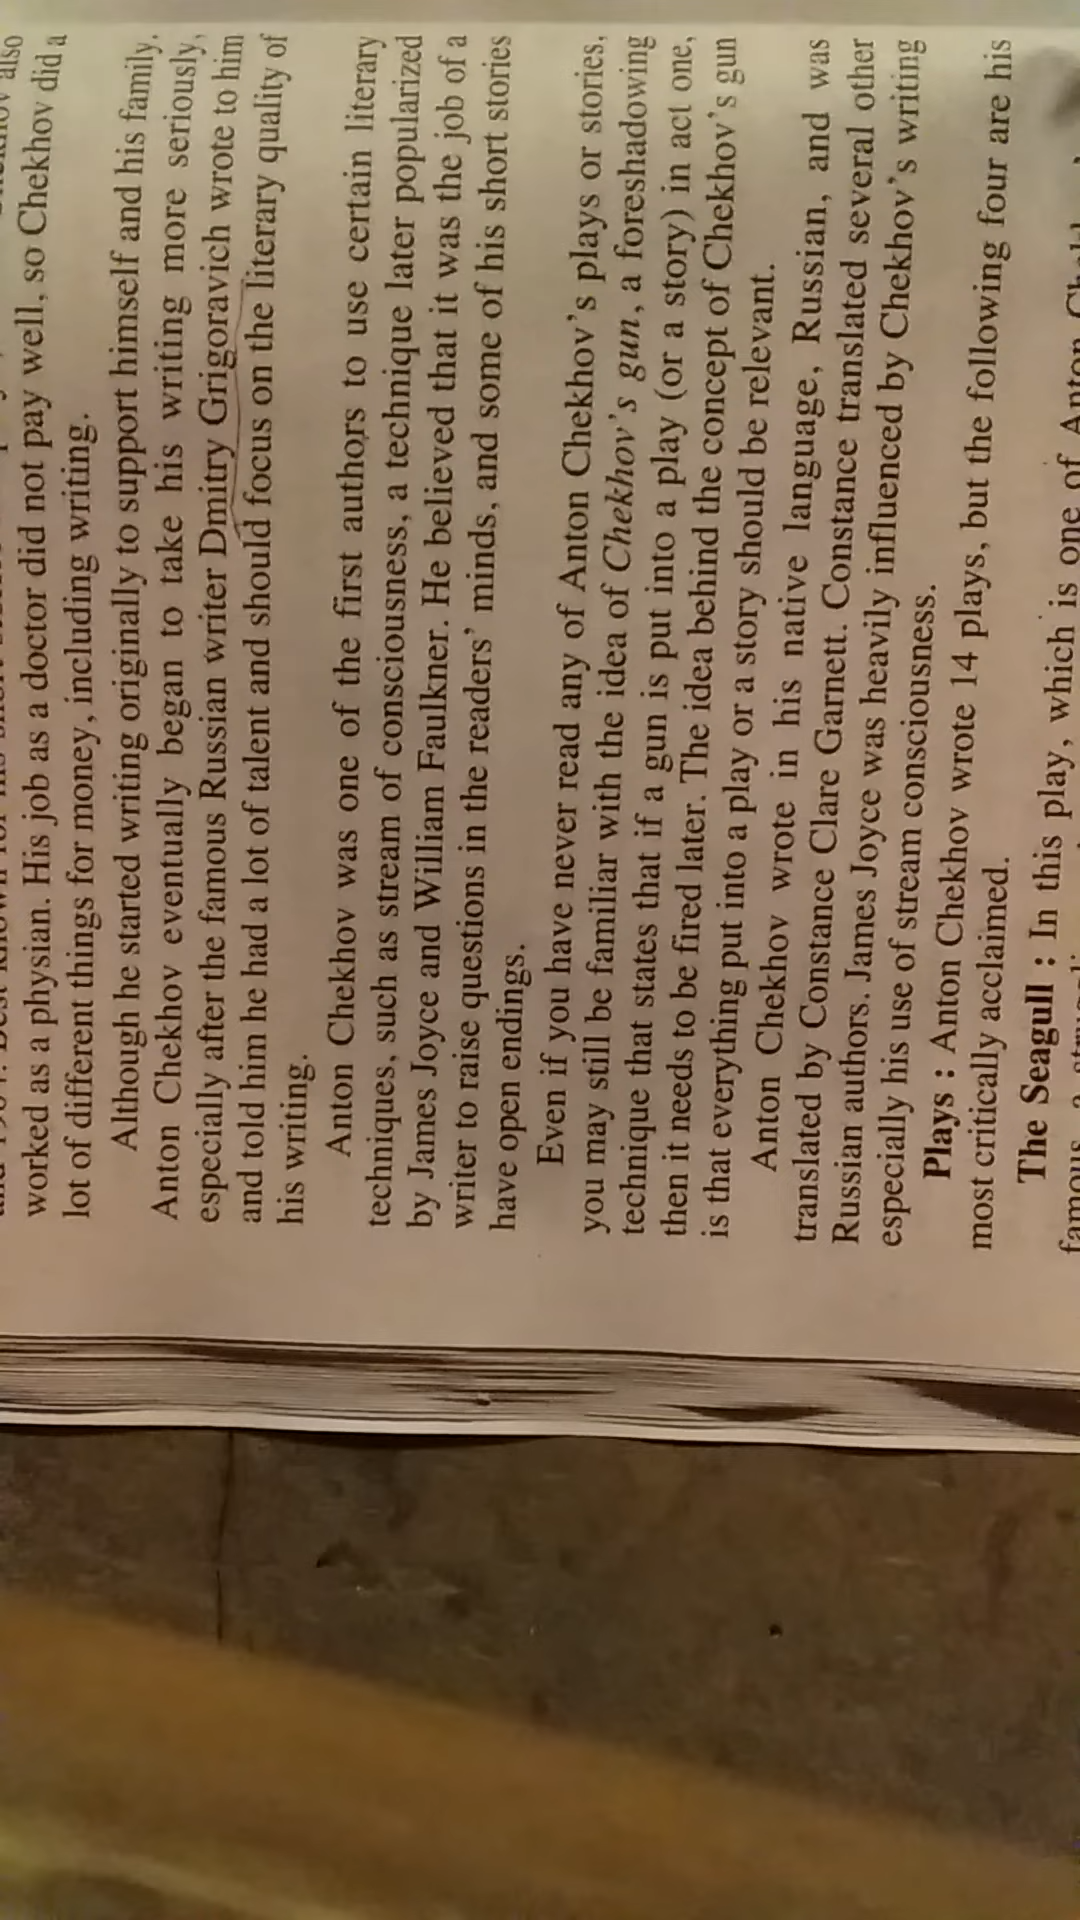 also
worked as a physian. His job as a doctor did not pay well, so Chekhov did a
lot of different things for money, including writing.
Although he started writing originally to support himself and his family.
Anton Chekhov eventually began to take his writing more seriously,
especially after the famous Russian writer Dmitry Grigoravich wrote to him
and told him he had a lot of talent and should focus on the literary quality of
his writing.
Anton Chekhov was one of the first authors to use certain literary
techniques, such as stream of consciousness, a technique later popularized
by James Joyce and William Faulkner. He believed that it was the job of a
writer to raise questions in the readers' minds, and some of his short stories
have open endings.
Even if you have never read any of Anton Chekhov's plays or stories,
you may still be familiar with the idea of Chekhov's gun, a foreshadowing
technique that states that if a gun is put into a play (or a story) in act one,
then it needs to be fired later. The idea behind the concept of Chekhov's gun
is that everything put into a play or a story should be relevant.
Anton Chekhov wrote in his native language, Russian, and was
translated by Constance Clare Garnett. Constance translated several other
Russian authors. James Joyce was heavily influenced by Chekhov's writing
especially his use of stream consciousness.
Plays : Anton Chekhov wrote 14 plays, but the following four are his
most critically acclaimed.
The Seagull : In this play, which is one of Anton
famous a